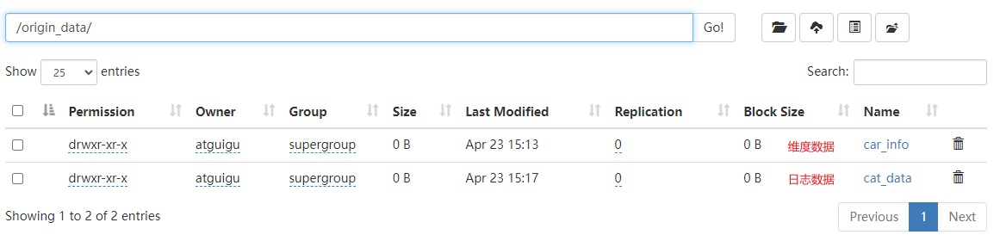 /origin_data/ Go!
Show 25 entries Search:
Permission Owner Group Size Last Modified Replication Block Size Name
drwxr-xr-x atguigu supergroup 0 B Apr 23 15:13 0 0 B 维度数据 car_info
drwxr-xr-x atguigu supergroup 0 B Apr 23 15:17 0 0 B 日志数据 cat_data
Showing 1 to 2 of 2 entries Previous 1 Next